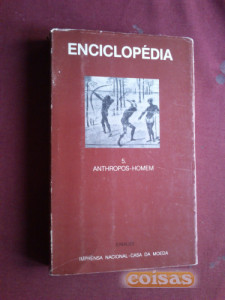 ENCICLOPÉDIA
5.
ANTHROPOS-HOMEM
IMPRENSA NACIONAL-CASA DA MOEDA
coisas